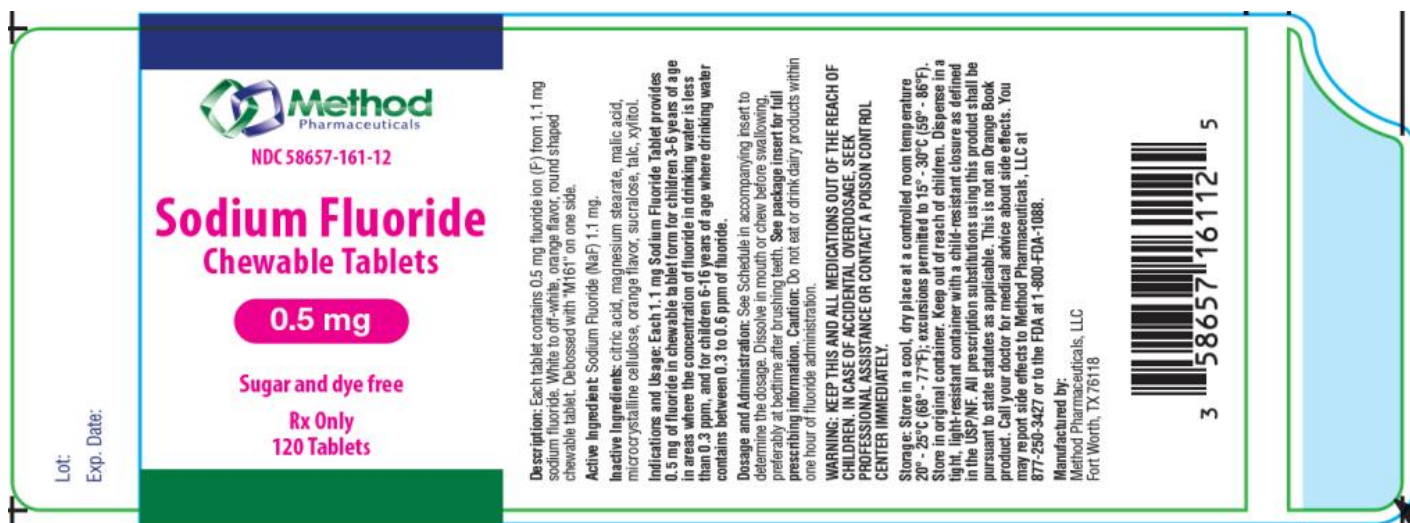 Lot:
Exp. Date:
Method
Pharmaceuticals
NDC 58657-161-12
Sodium Fluoride
Chewable Tablets
0.5 mg
Sugar and dye free
Rx Only
120 Tablets
Description: Each tablet contains 0.5 mg fluoride ion (F) from 1.1 mg
sodium fluoride. White to off-white, orange flavor, round shaped
chewable tablet. Debossed with "M161" on one side.
Active Ingredient: Sodium Fluoride (NaF) 1.1 mg.
Inactive Ingredients: citric acid, magnesium stearate, malic acid,
microcrystalline cellulose, orange flavor, sucralose, talc, xylitol.
Indications and Usage: Each 1.1 mg Sodium Fluoride Tablet provides
0.5 mg of fluoride in chewable tablet form for children 3-6 years of age
in areas where the concentration of fluoride in drinking water is less
than 0.3 ppm, and for children 6-16 years of age where drinking water
contains between 0.3 to 0.6 ppm of fluoride.
Dosage and Administration: See Schedule in accompanying insert to
determine the dosage. Dissolve in mouth or chew before swallowing,
preferably at bedtime after brushing teeth. See package insert for full
prescribing information. Caution: Do not eat or drink dairy products within
one hour of fluoride administration.
WARNING: KEEP THIS AND ALL MEDICATIONS OUT OF THE REACH OF
CHILDREN. IN CASE OF ACCIDENTAL OVERDOSAGE, SEEK
PROFESSIONAL ASSISTANCE OR CONTACT A POISON CONTROL
CENTER IMMEDIATELY.
Storage: Store in a cool, dry place at a controlled room temperature
20° - 25°C (68° - 77°F); excursions permitted to 15° - 30°C (59° - 86°F).
Store in original container. Keep out of reach of children. Dispense in a
tight, light-resistant container with a child-resistant closure as defined
in the USP/NF. All prescription substitutions using this product shall be
pursuant to state statutes as applicable. This is not an Orange Book
product. Call your doctor for medical advice about side effects. You
may report side effects to Method Pharmaceuticals, LLC at
877-250-3427 or to the FDA at 1-800-FDA-1088.
Manufactured by:
Method Pharmaceuticals, LLC
Fort Worth, TX 76118
3 58657 16112 5